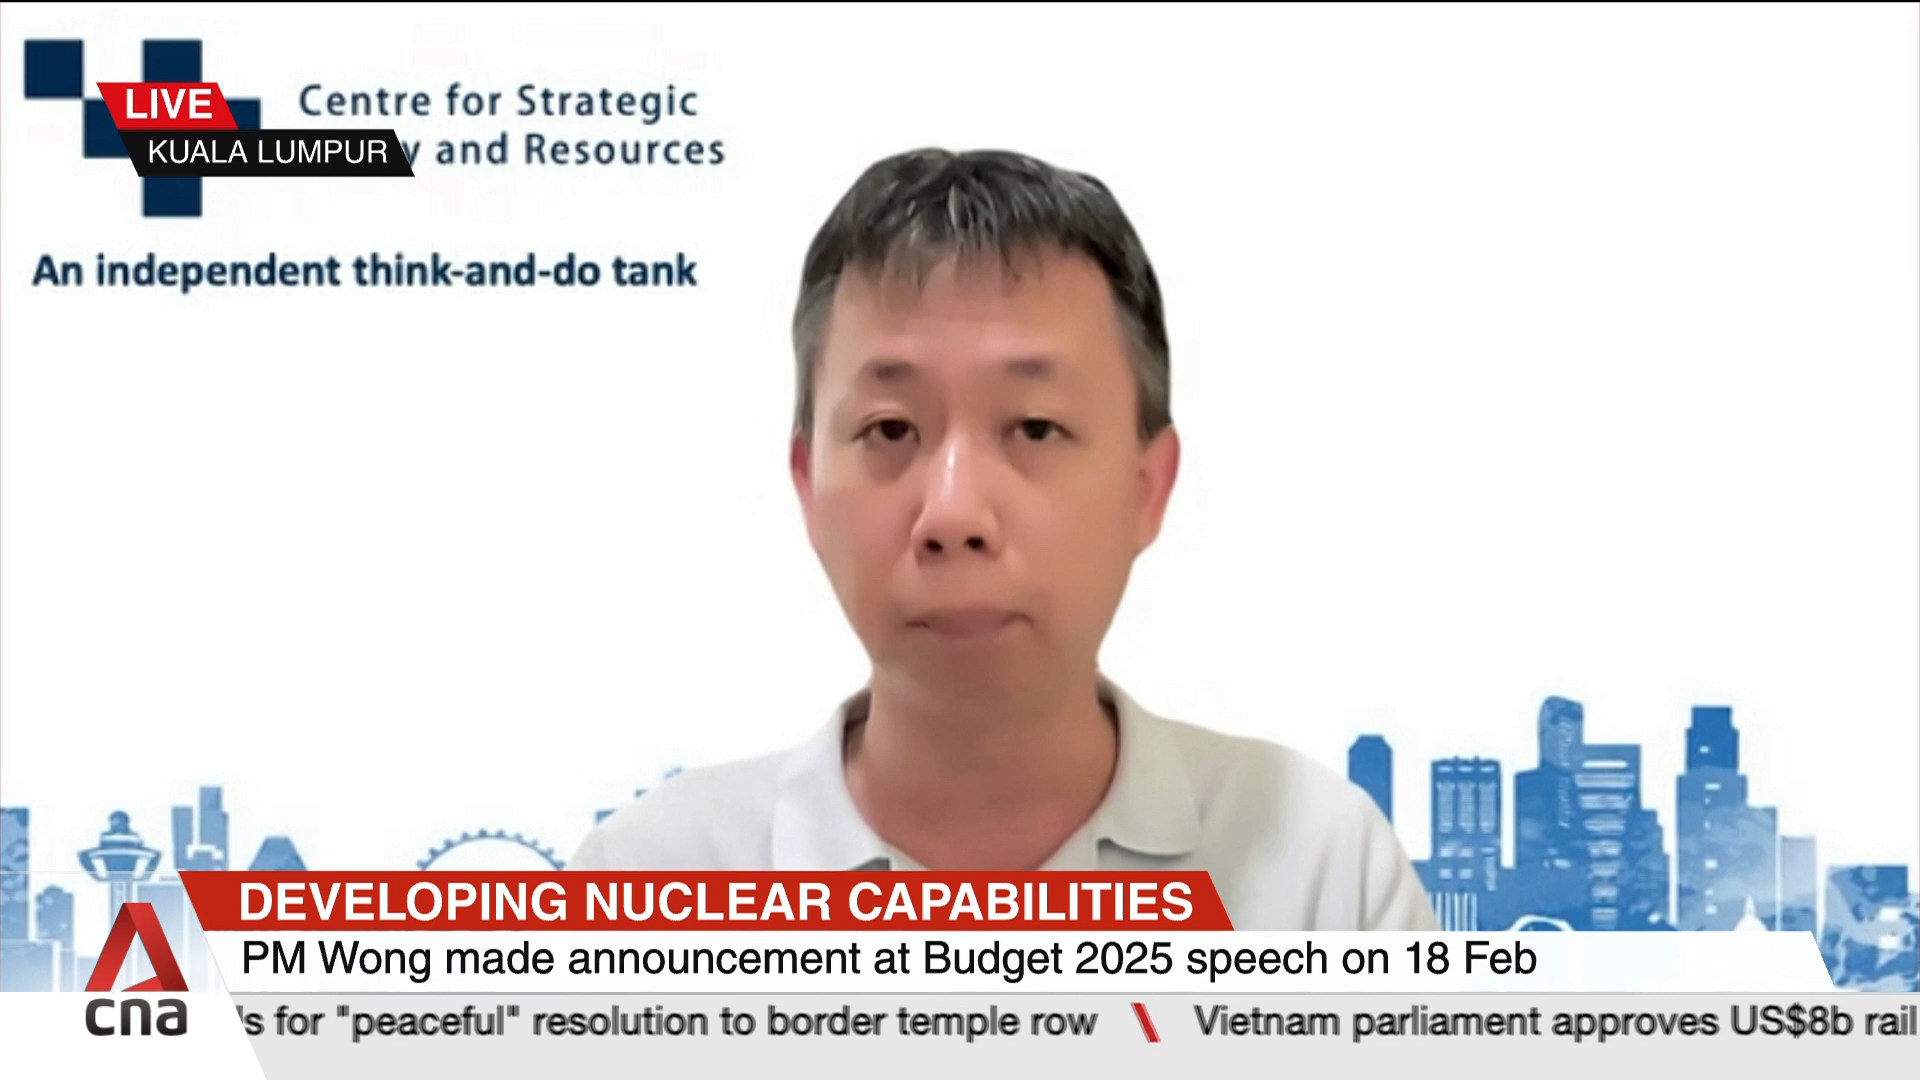 Centre for Strategic
LIVE
KUALA LUMPUR
y and Resources
An independent think-and-do tank
DEVELOPING NUCLEAR CAPABILITIES
PM Wong made announcement at Budget 2025 speech on 18 Feb
cna
ls for "peaceful" resolution to border temple row
Vietnam parliament approves US$8b rail